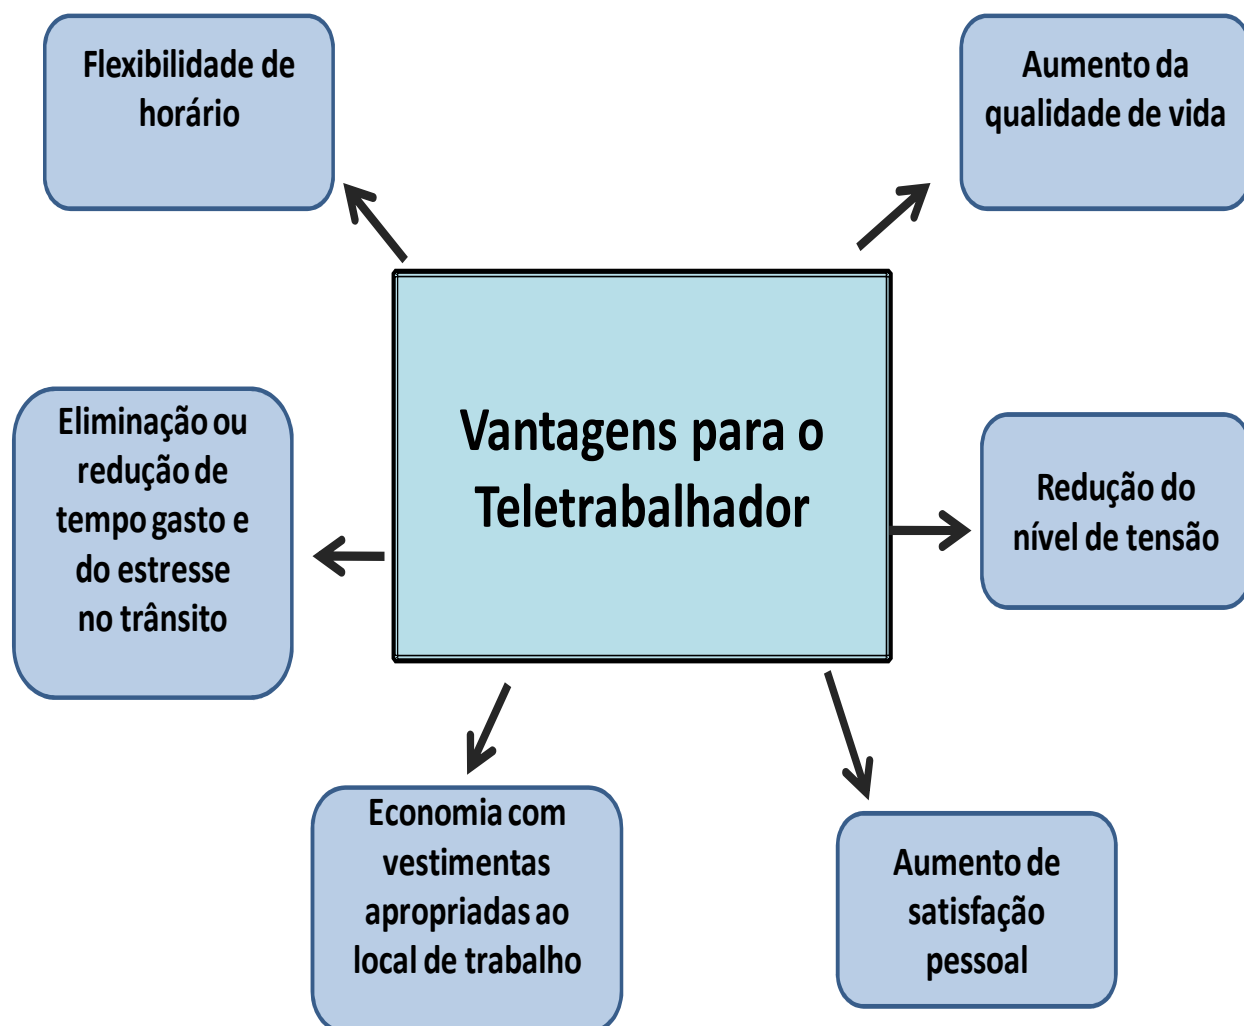 Flexibilidade de
horário
Aumento da
qualidade de vida
Vantagens para o
Teletrabalhador
Eliminação ou
redução de
tempo gasto e
do estresse
no trânsito
Redução do
nível de tensão
Economia com
vestimentas
apropriadas ao
local de trabalho
Aumento de
satisfação
pessoal